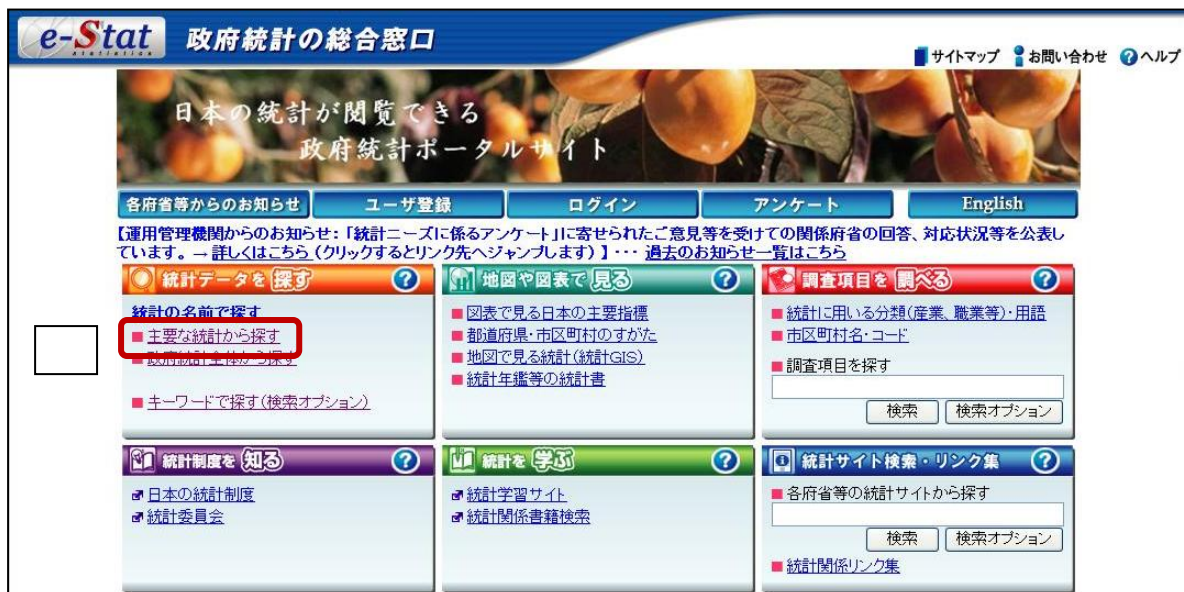 e-Stat 政府統計の総合窓口
statistics
サイトマップ お問い合わせ ヘルプ
日本の統計が閲覧できる
政府統計ポータルサイト
各府省等からのお知らせ ユーザ登録 ログイン アンケート English
【運用管理機関からのお知らせ：「統計ニーズに係るアンケート」に寄せられたご意見等を受けての関係府省の回答、対応状況等を公表し
ています。→詳しくはこちら（クリックするとリンク先へジャンプします）】・・・ 過去のお知らせ一覧はこちら
統計データを 探す ?
統計の名前で探す
主要な統計から探す
政府統計全体から探す
キーワードで探す(検索オプション)
地図や図表で 見る ?
図表で見る日本の主要指標
都道府県・市区町村のすがた
地図で見る統計(統計GIS)
統計年鑑等の統計書
調査項目を 調べる ?
統計に用いる分類(産業、職業等)・用語
市区町村名・コード
調査項目を探す
検索 検索オプション
統計制度を 知る ?
日本の統計制度
統計委員会
統計を 学ぶ ?
統計学習サイト
統計関係書籍検索
統計サイト検索・リンク集 ?
各府省等の統計サイトから探す
検索 検索オプション
統計関係リンク集